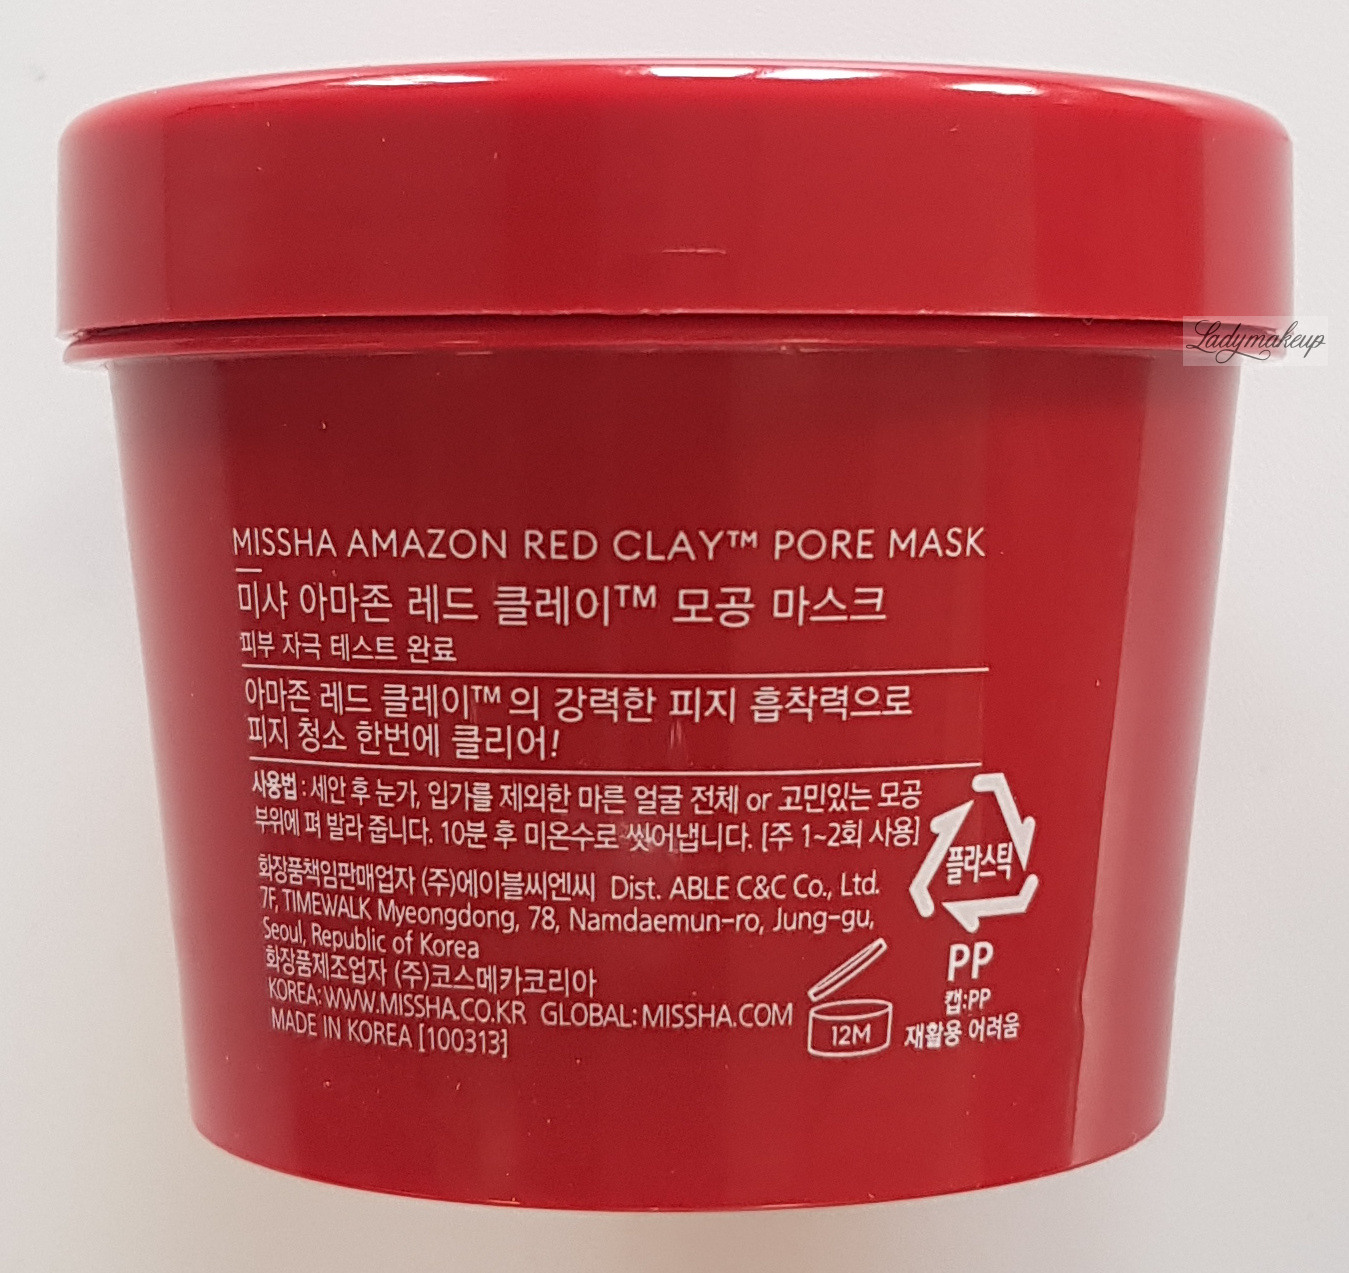 Ladymakeup
MISSHA AMAZON RED CLAY™ PORE MASK
미샤 아마존 레드 클레이™ 모공 마스크
피부 자극 테스트 완료
아마존 레드 클레이™의 강력한 피지 흡착력으로
피지 청소 한번에 클리어!
사용법 : 세안 후 눈가, 입가를 제외한 마른 얼굴 전체 or 고민있는 모공
부위에 펴 발라 줍니다. 10분 후 미온수로 씻어냅니다. [주 1~2회 사용]
화장품책임판매업자 (주)에이블씨엔씨 Dist. ABLE C&C Co., Ltd.
7F, TIMEWALK Myeongdong, 78, Namdaemun-ro, Jung-gu,
Seoul, Republic of Korea
화장품제조업자 (주)코스메카코리아
KOREA: WWW.MISSHA.CO.KR GLOBAL: MISSHA.COM
MADE IN KOREA [100313]
12M
플라스틱
PP
캡:PP
재활용 어려움